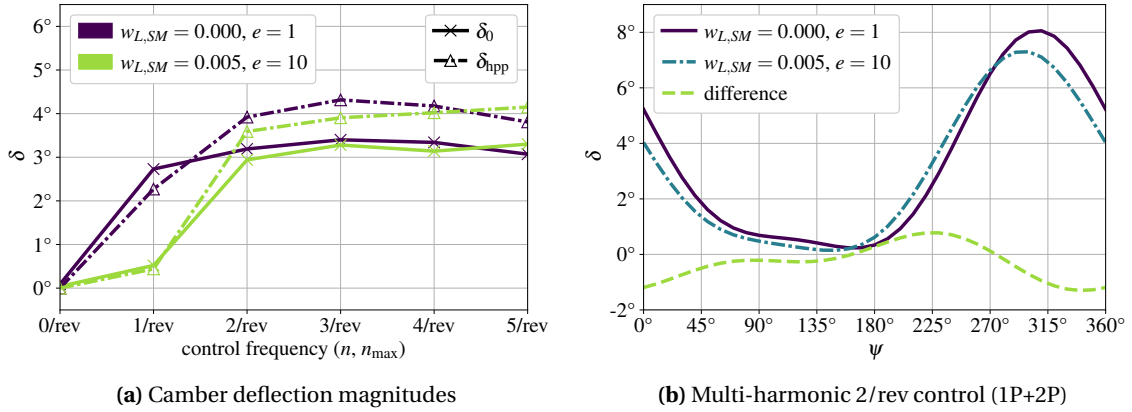 6°
5°
4°
3°
2°
1°
0°
δ
w_{L,SM} = 0.000, e = 1
w_{L,SM} = 0.005, e = 10
δ_0
δ_hpp
0/rev 1/rev 2/rev 3/rev 4/rev 5/rev
control frequency (n, n_max)
(a) Camber deflection magnitudes
8°
6°
4°
2°
0°
-2°
δ
w_{L,SM} = 0.000, e = 1
w_{L,SM} = 0.005, e = 10
difference
0° 45° 90° 135° 180° 225° 270° 315° 360°
ψ
(b) Multi-harmonic 2/rev control (1P+2P)